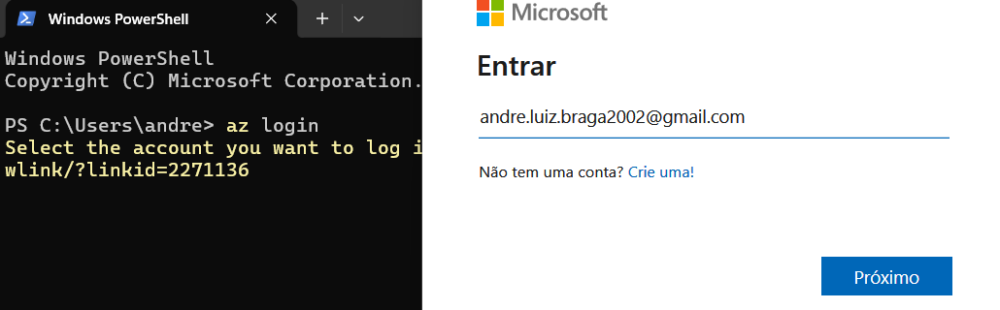 Windows PowerShell
Windows PowerShell
Copyright (C) Microsoft Corporation.
PS C:\Users\andre> az login
Select the account you want to log i
wlink/?linkid=2271136
Microsoft
Entrar
andre.luiz.braga2002@gmail.com
Não tem uma conta? Crie uma!
Próximo